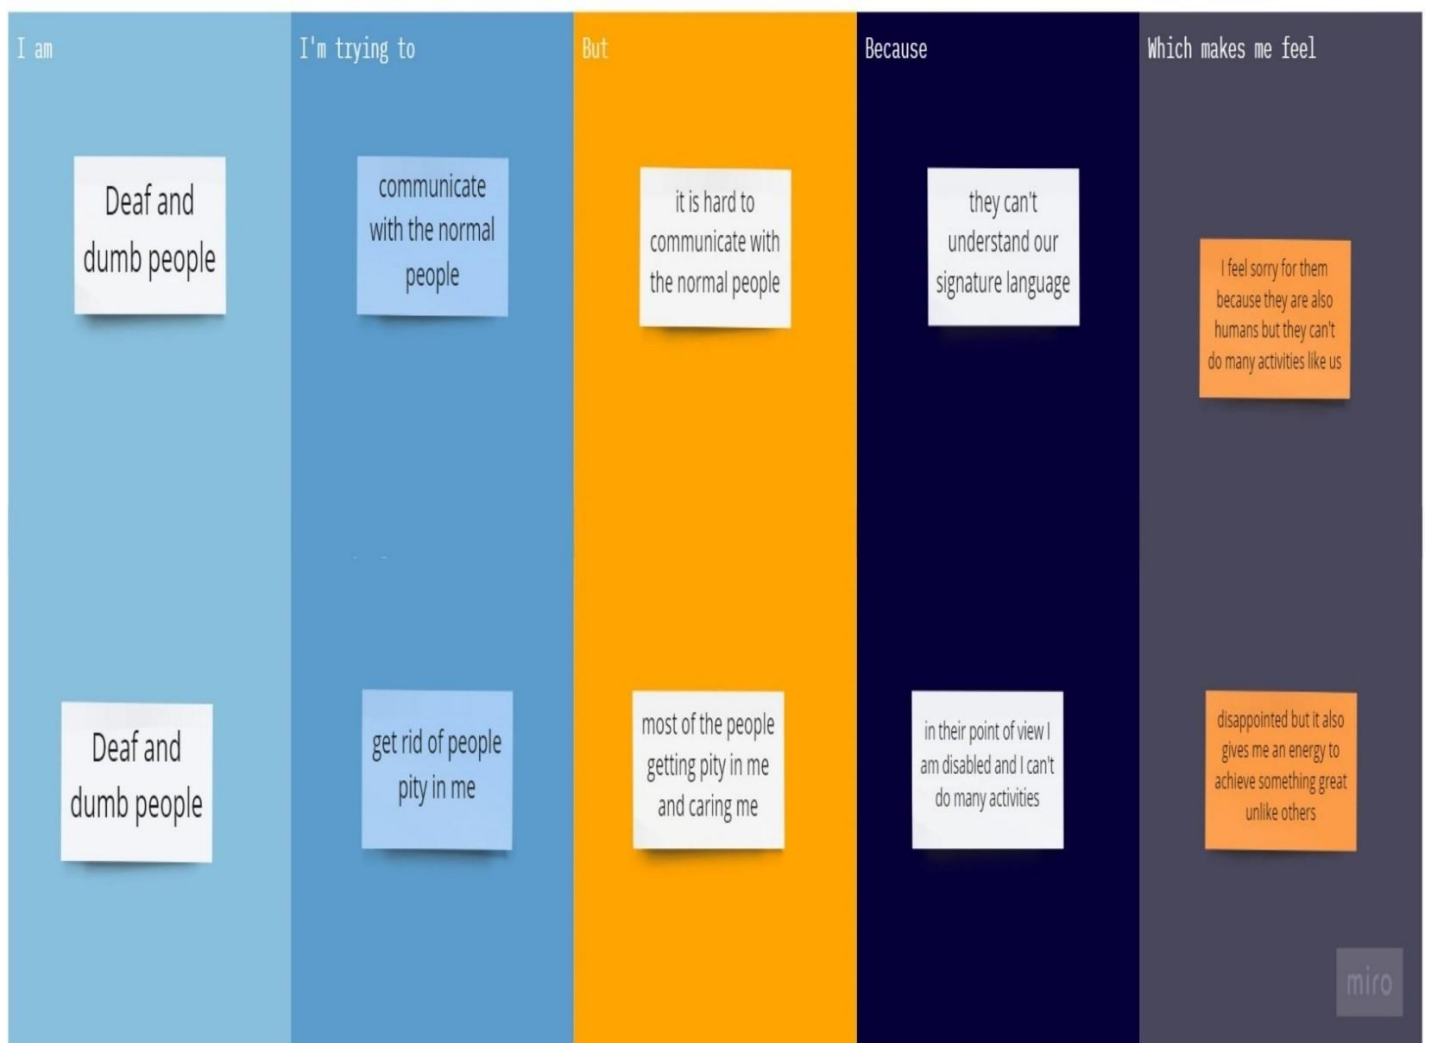 I am
I'm trying to
But
Because
Which makes me feel
Deaf and
dumb people
communicate
with the normal
people
it is hard to
communicate with
the normal people
they can't
understand our
signature language
I feel sorry for them
because they are also
humans but they can't
do many activities like us
Deaf and
dumb people
get rid of people
pity in me
most of the people
getting pity in me
and caring me
in their point of view I
am disabled and I can't
do many activities
disappointed but it also
gives me an energy to
achieve something great
unlike others
miro